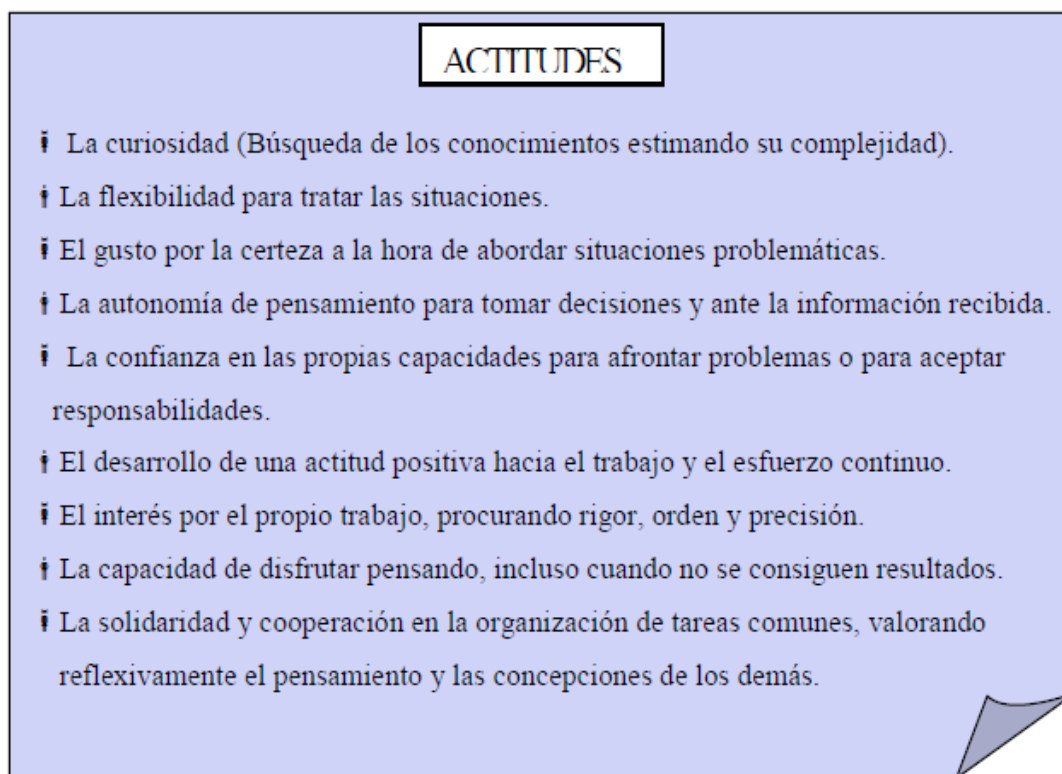 ACTITUDES
La curiosidad (Búsqueda de los conocimientos estimando su complejidad).
La flexibilidad para tratar las situaciones.
El gusto por la certeza a la hora de abordar situaciones problemáticas.
La autonomía de pensamiento para tomar decisiones y ante la información recibida.
La confianza en las propias capacidades para afrontar problemas o para aceptar
responsabilidades.
El desarrollo de una actitud positiva hacia el trabajo y el esfuerzo continuo.
El interés por el propio trabajo, procurando rigor, orden y precisión.
La capacidad de disfrutar pensando, incluso cuando no se consiguen resultados.
La solidaridad y cooperación en la organización de tareas comunes, valorando
reflexivamente el pensamiento y las concepciones de los demás.